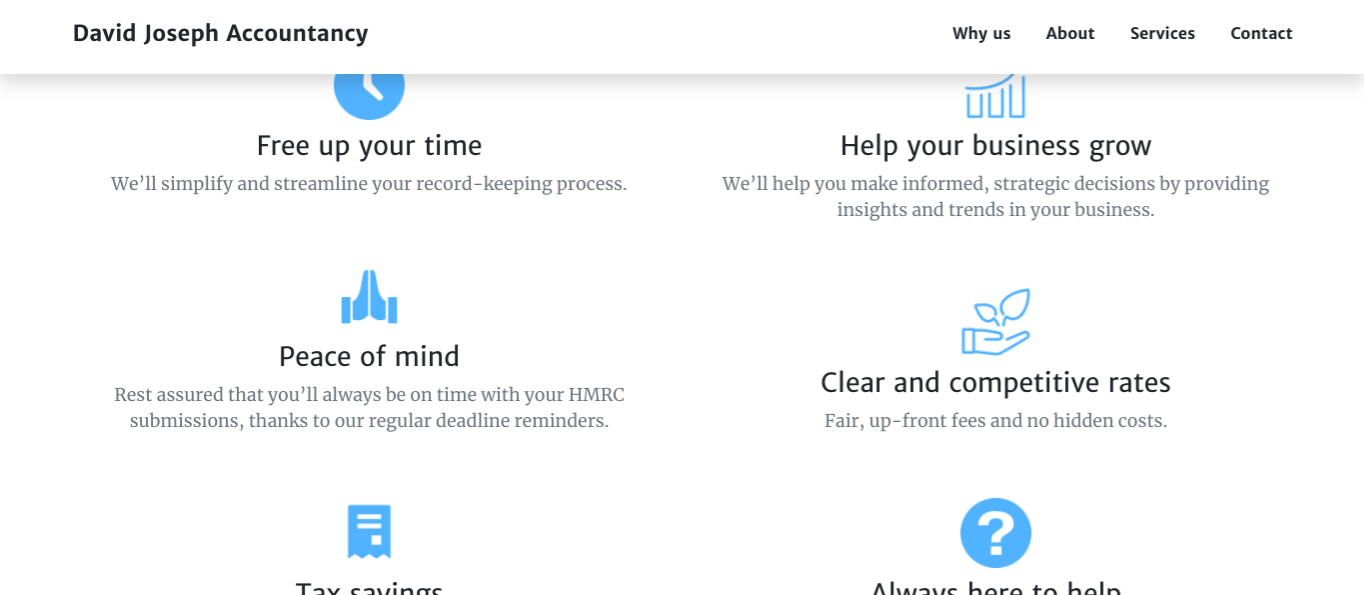 David Joseph Accountancy
Why us
About
Services
Contact
Free up your time
We’ll simplify and streamline your record-keeping process.
Help your business grow
We’ll help you make informed, strategic decisions by providing
insights and trends in your business.
Peace of mind
Rest assured that you’ll always be on time with your HMRC
submissions, thanks to our regular deadline reminders.
Clear and competitive rates
Fair, up-front fees and no hidden costs.
?
Tax savings
Always here to help